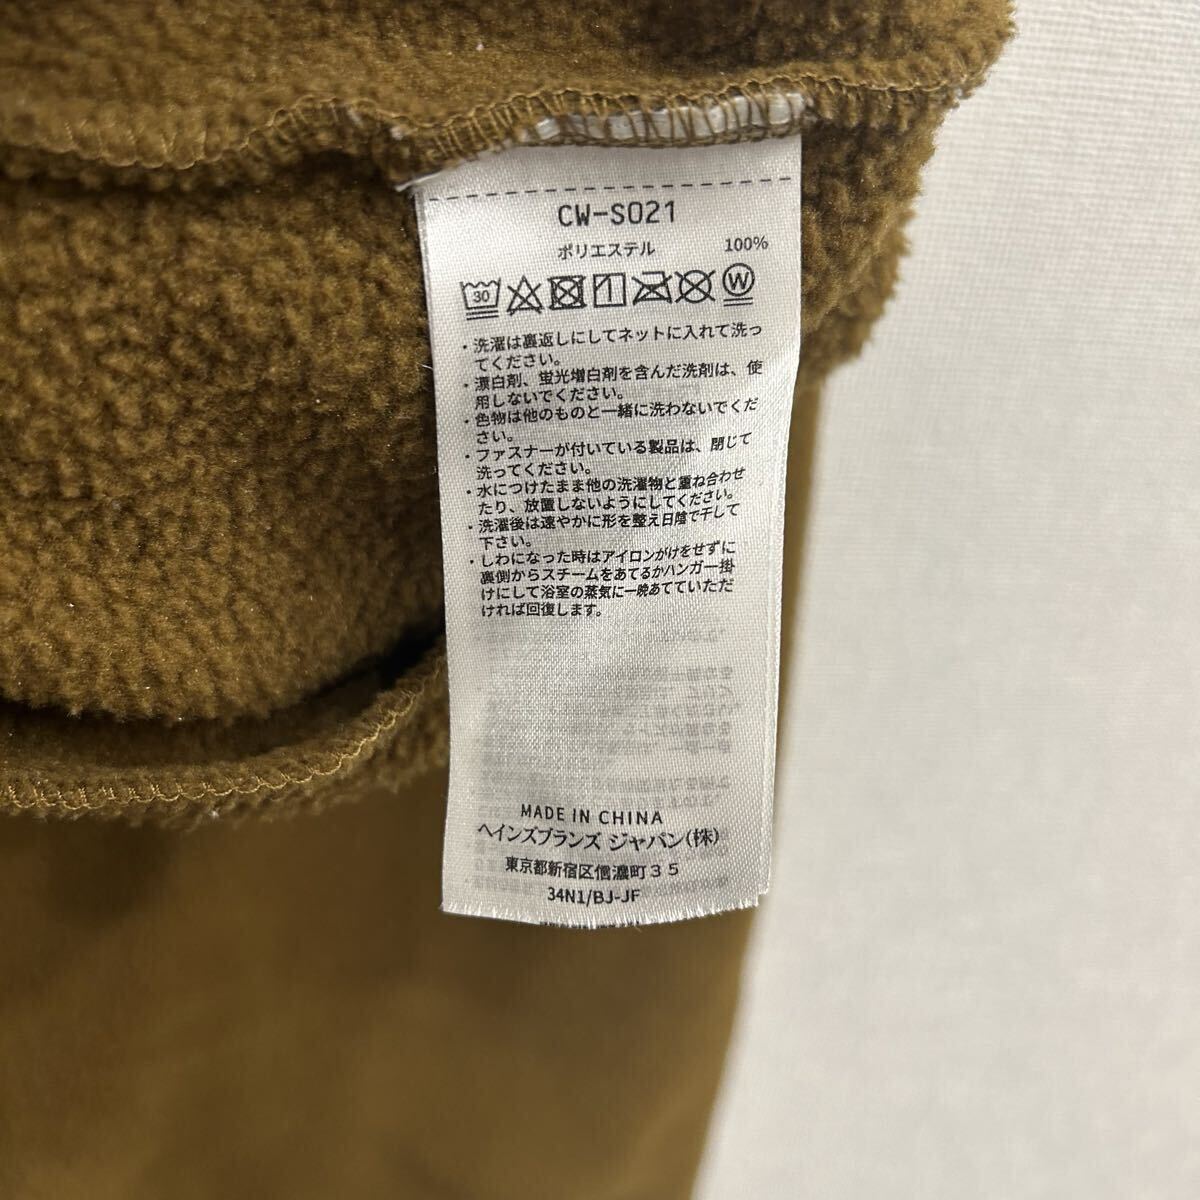 CW-S021
ポリエステル 100%
30 W
・洗濯は裏返しにしてネットに入れて洗っ
てください。
・漂白剤、蛍光増白剤を含んだ洗剤は、使
用しないでください。
・色物は他のものと一緒に洗わないでくだ
さい。
・ファスナーが付いている製品は、閉じて
洗ってください。
・水につけたまま他の洗濯物と重ね合わせ
たり、放置しないようにしてください。
・洗濯後は速やかに形を整え日陰で干して
下さい。
・しわになった時はアイロンがけをせずに
裏側からスチームをあてるかハンガー掛
けにして浴室の蒸気に一晩あてていただ
ければ回復します。
MADE IN CHINA
ヘインズブランズ ジャパン(株)
東京都新宿区信濃町35
34N1/BJ-JF